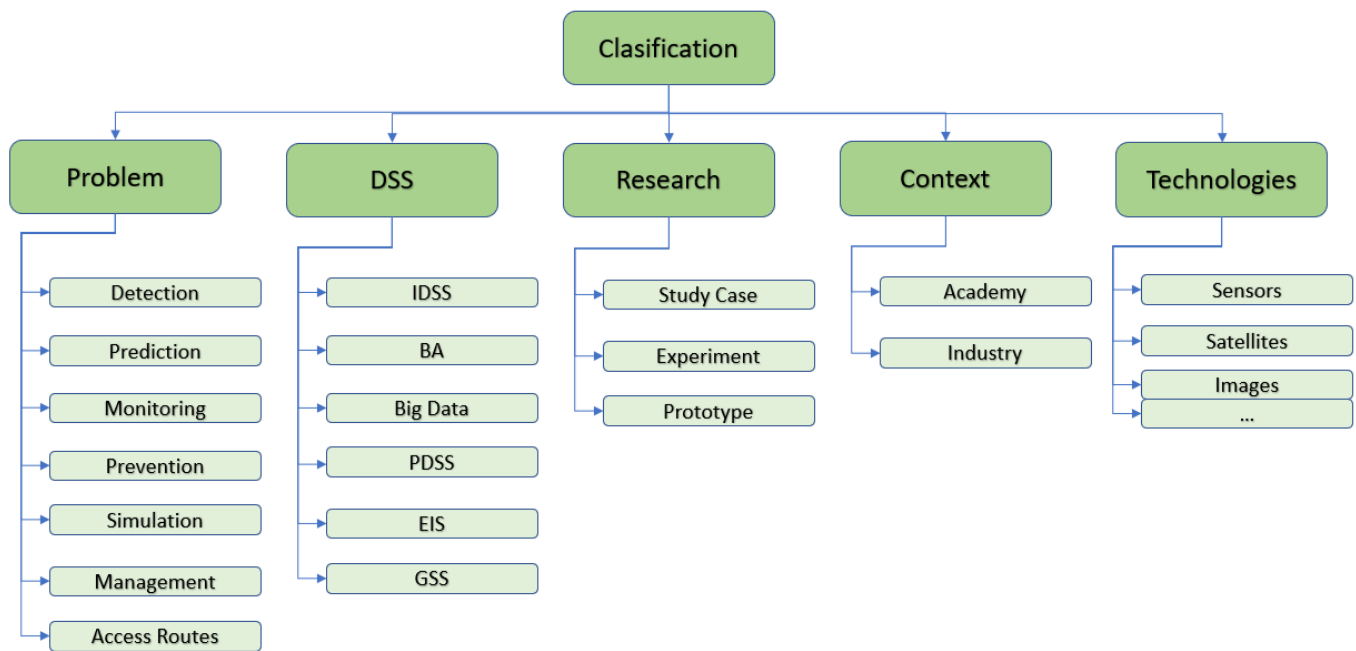 Clasification
Problem
DSS
Research
Context
Technologies
Detection
Prediction
Monitoring
Prevention
Simulation
Management
Access Routes
IDSS
BA
Big Data
PDSS
EIS
GSS
Study Case
Experiment
Prototype
Academy
Industry
Sensors
Satellites
Images
...